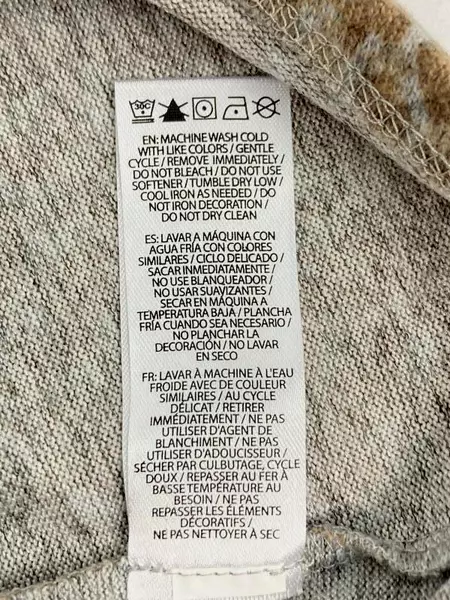 30C
EN: MACHINE WASH COLD
WITH LIKE COLORS / GENTLE
CYCLE / REMOVE IMMEDIATELY /
DO NOT BLEACH / DO NOT USE
SOFTENER / TUMBLE DRY LOW /
COOL IRON AS NEEDED / DO
NOT IRON DECORATION /
DO NOT DRY CLEAN
ES: LAVAR A MÁQUINA CON
AGUA FRÍA CON COLORES
SIMILARES / CICLO DELICADO /
SACAR INMEDIATAMENTE /
NO USE BLANQUEADOR /
NO USAR SUAVIZANTES /
SECAR EN MÁQUINA A
TEMPERATURA BAJA / PLANCHA
FRÍA CUANDO SEA NECESARIO /
NO PLANCHAR LA
DECORACIÓN / NO LAVAR
EN SECO
FR: LAVAR À MACHINE À L'EAU
FROIDE AVEC DE COULEUR
SIMILAIRES / AU CYCLE
DÉLICAT / RETIRER
IMMÉDIATEMENT / NE PAS
UTILISER D'AGENT DE
BLANCHIMENT / NE PAS
UTILISER D'ADOUCISSEUR /
SÉCHER PAR CULBUTAGE, CYCLE
DOUX / REPASSER AU FER À
BASSE TEMPÉRATURE AU
BESOIN / NE PAS
REPASSER LES ÉLÉMENTS
DÉCORATIFS /
NE PAS NETTOYER À SEC